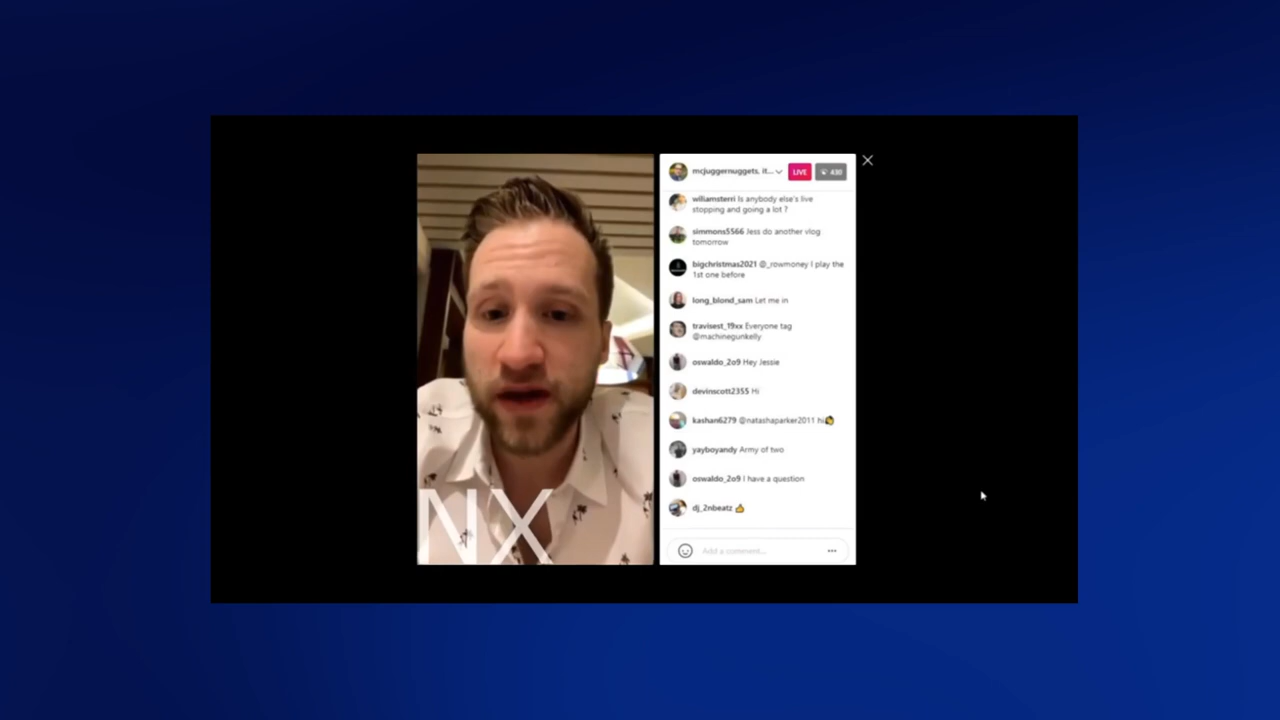 mcjuggernuggets, it...
LIVE
430
wiliamsterri Is anybody else's live
stopping and going a lot ?
simmons5566 Jess do another vlog
tomorrow
bigchristmas2021 @_rowmoney I play the
1st one before
long_blond_sam Let me in
travisest_19xx Everyone tag
@machinegunkelly
oswaldo_2o9 Hey Jessie
devinscott2355 Hi
kashan6279 @natashaparker2011 hi
yayboyandy Army of two
oswaldo_2o9 I have a question
dj_2nbeatz 👍
Add a comment...
NX